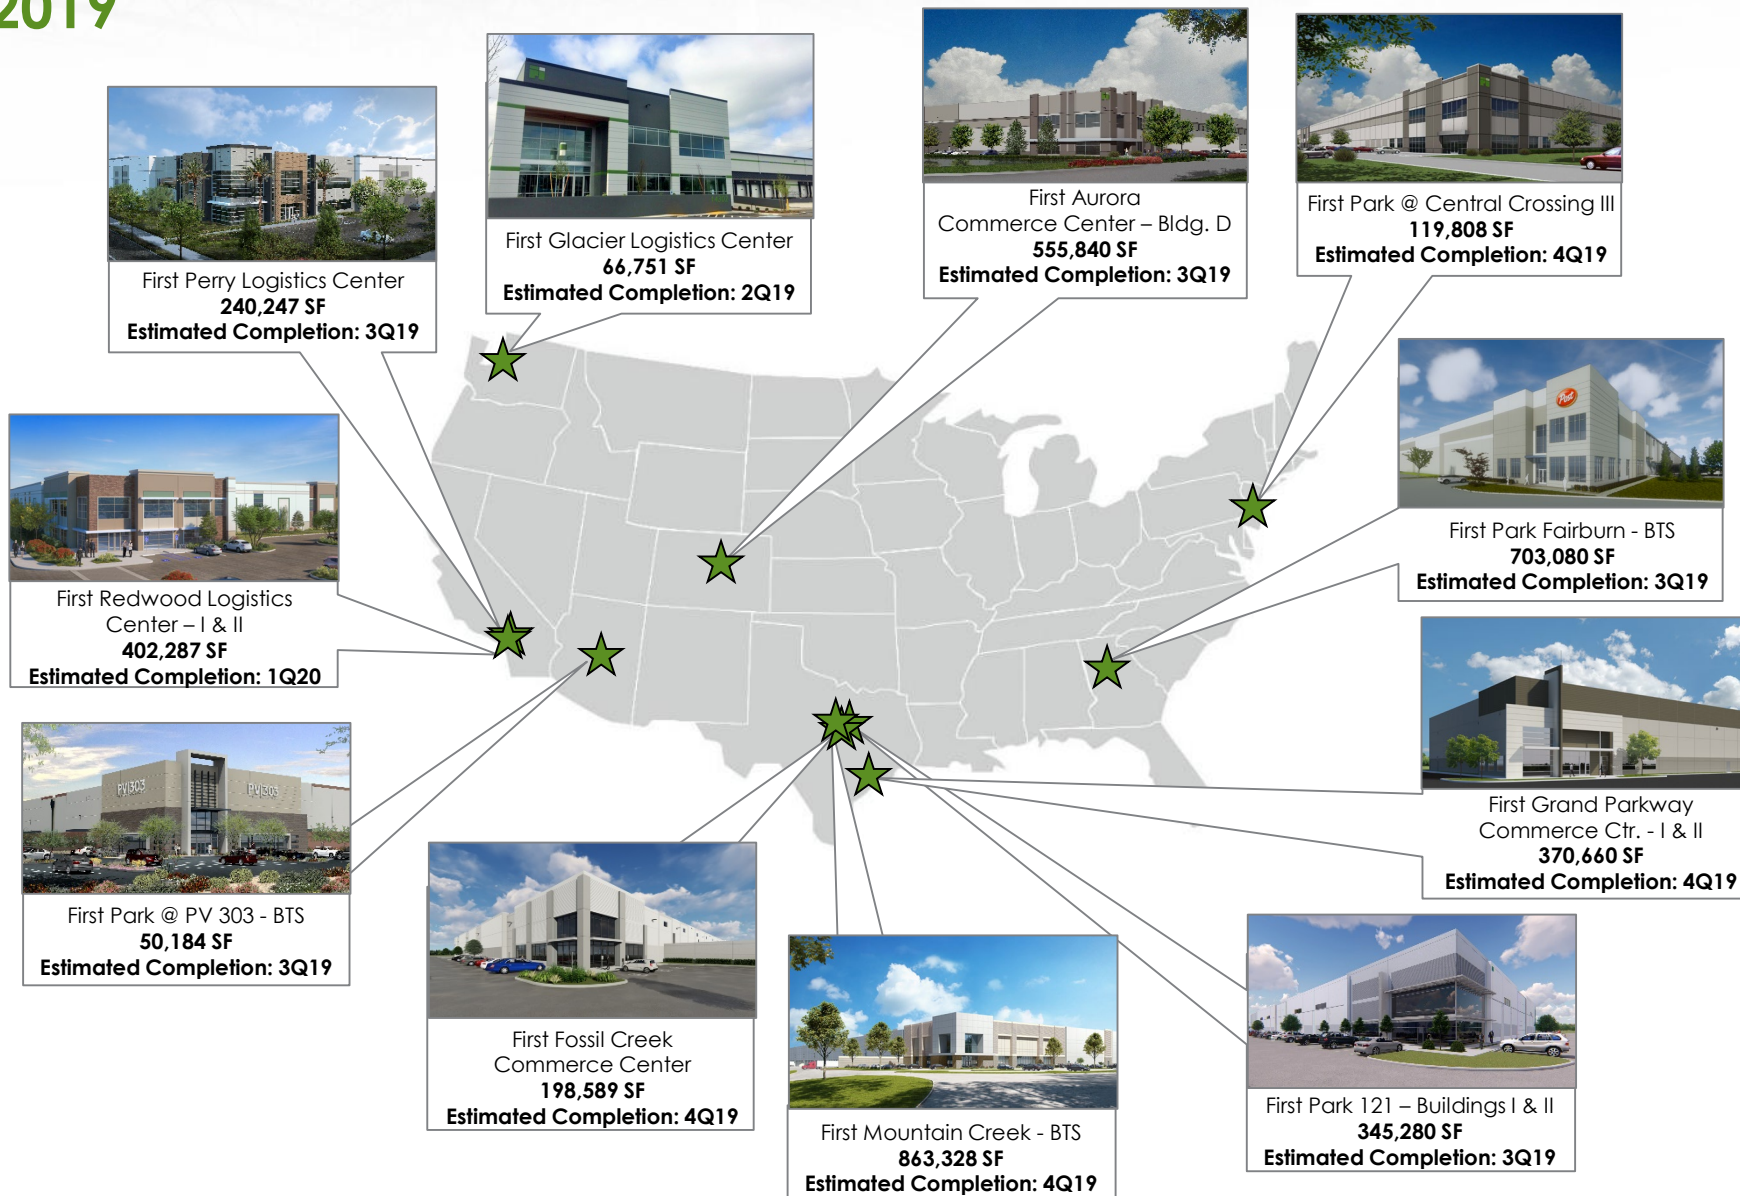 2019
First Glacier Logistics Center
66,751 SF
Estimated Completion: 2Q19
First Aurora
Commerce Center – Bldg. D
555,840 SF
Estimated Completion: 3Q19
First Park @ Central Crossing III
119,808 SF
Estimated Completion: 4Q19
First Perry Logistics Center
240,247 SF
Estimated Completion: 3Q19
Post
First Park Fairburn - BTS
703,080 SF
Estimated Completion: 3Q19
First Redwood Logistics
Center – I & II
402,287 SF
Estimated Completion: 1Q20
First Grand Parkway
Commerce Ctr. - I & II
370,660 SF
Estimated Completion: 4Q19
PV|303
PV|303
First Park @ PV 303 - BTS
50,184 SF
Estimated Completion: 3Q19
First Fossil Creek
Commerce Center
198,589 SF
Estimated Completion: 4Q19
First Mountain Creek - BTS
863,328 SF
Estimated Completion: 4Q19
First Park 121 – Buildings I & II
345,280 SF
Estimated Completion: 3Q19